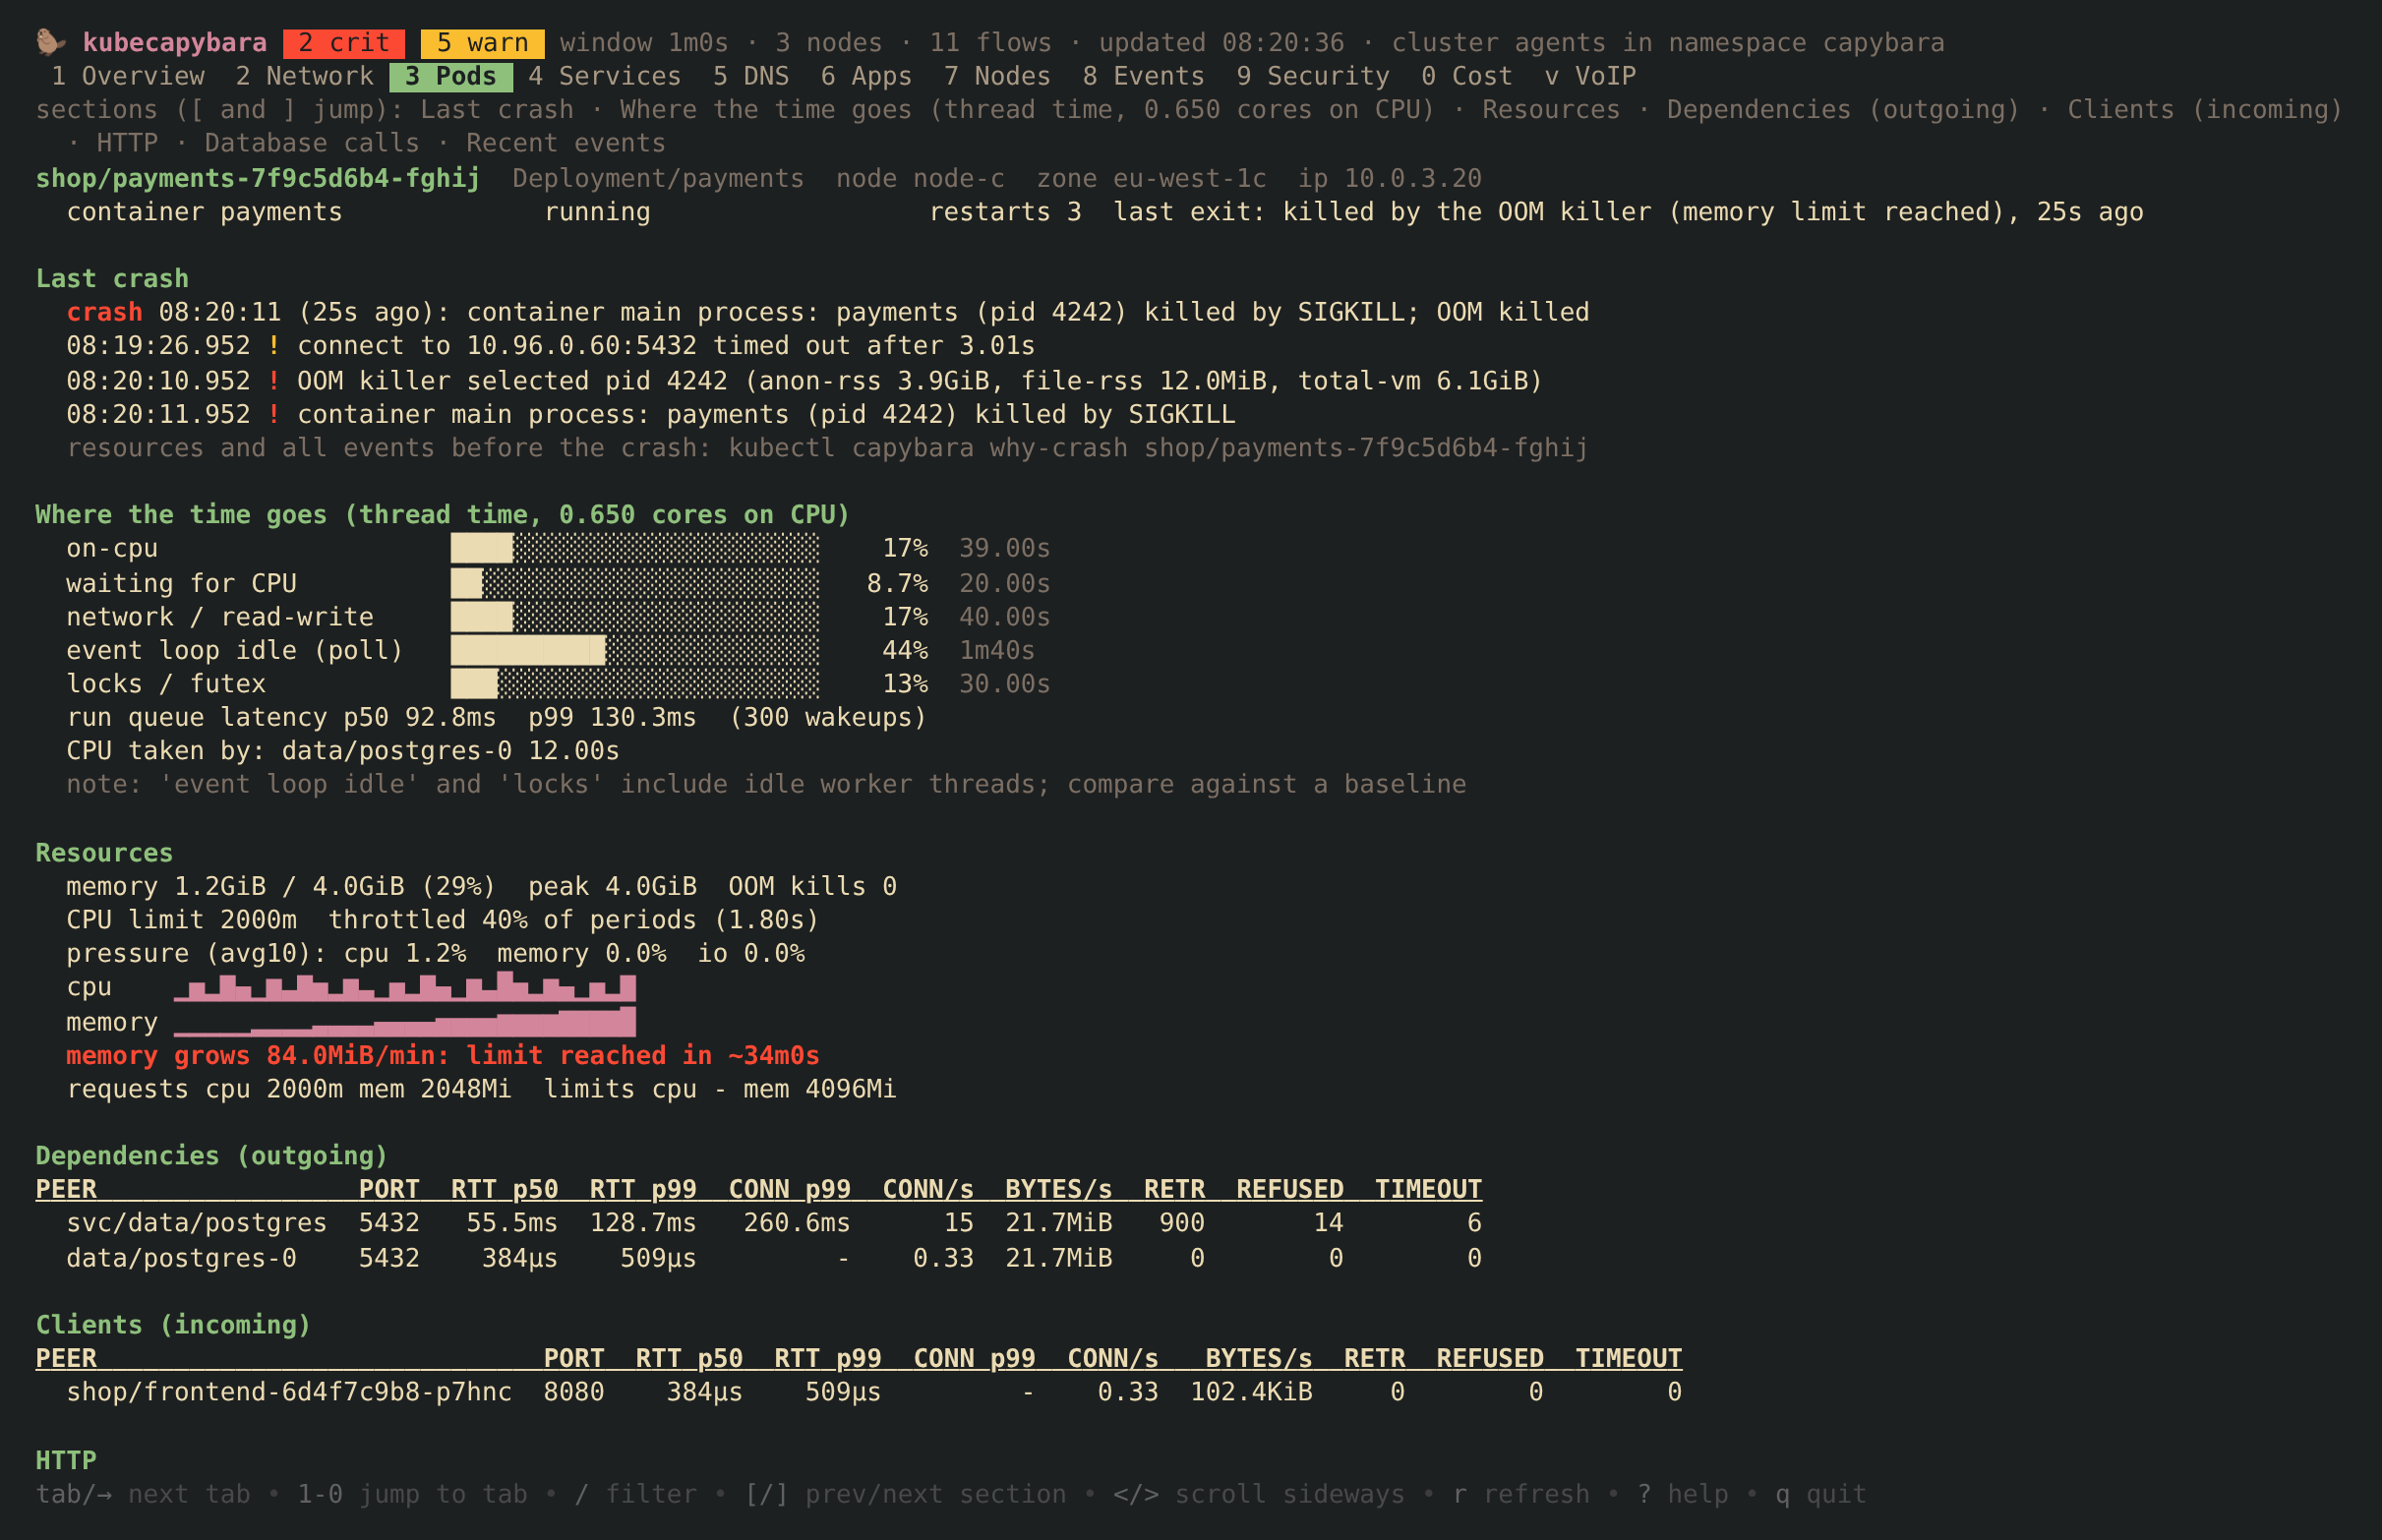 kubecapybara  2 crit   5 warn  window 1m0s · 3 nodes · 11 flows · updated 08:20:36 · cluster agents in namespace capybara
1 Overview  2 Network  3 Pods  4 Services  5 DNS  6 Apps  7 Nodes  8 Events  9 Security  0 Cost  v VoIP
sections ([ and ] jump): Last crash · Where the time goes (thread time, 0.650 cores on CPU) · Resources · Dependencies (outgoing) · Clients (incoming)
· HTTP · Database calls · Recent events
shop/payments-7f9c5d6b4-fghij  Deployment/payments  node node-c  zone eu-west-1c  ip 10.0.3.20
container payments  running  restarts 3  last exit: killed by the OOM killer (memory limit reached), 25s ago
Last crash
crash 08:20:11 (25s ago): container main process: payments (pid 4242) killed by SIGKILL; OOM killed
08:19:26.952 ! connect to 10.96.0.60:5432 timed out after 3.01s
08:20:10.952 ! OOM killer selected pid 4242 (anon-rss 3.9GiB, file-rss 12.0MiB, total-vm 6.1GiB)
08:20:11.952 ! container main process: payments (pid 4242) killed by SIGKILL
resources and all events before the crash: kubectl capybara why-crash shop/payments-7f9c5d6b4-fghij
Where the time goes (thread time, 0.650 cores on CPU)
on-cpu  17%  39.00s
waiting for CPU  8.7%  20.00s
network / read-write  17%  40.00s
event loop idle (poll)  44%  1m40s
locks / futex  13%  30.00s
run queue latency p50 92.8ms  p99 130.3ms  (300 wakeups)
CPU taken by: data/postgres-0 12.00s
note: 'event loop idle' and 'locks' include idle worker threads; compare against a baseline
Resources
memory 1.2GiB / 4.0GiB (29%)  peak 4.0GiB  OOM kills 0
CPU limit 2000m  throttled 40% of periods (1.80s)
pressure (avg10): cpu 1.2%  memory 0.0%  io 0.0%
cpu
memory
memory grows 84.0MiB/min: limit reached in ~34m0s
requests cpu 2000m mem 2048Mi  limits cpu - mem 4096Mi
Dependencies (outgoing)
PEER  PORT  RTT p50  RTT p99  CONN p99  CONN/s  BYTES/s  RETR  REFUSED  TIMEOUT
svc/data/postgres  5432  55.5ms  128.7ms  260.6ms  15  21.7MiB  900  14  6
data/postgres-0  5432  384µs  509µs  -  0.33  21.7MiB  0  0  0
Clients (incoming)
PEER  PORT  RTT p50  RTT p99  CONN p99  CONN/s  BYTES/s  RETR  REFUSED  TIMEOUT
shop/frontend-6d4f7c9b8-p7hnc  8080  384µs  509µs  -  0.33  102.4KiB  0  0  0
HTTP
tab/→ next tab • 1-0 jump to tab • / filter • [/] prev/next section • </> scroll sideways • r refresh • ? help • q quit